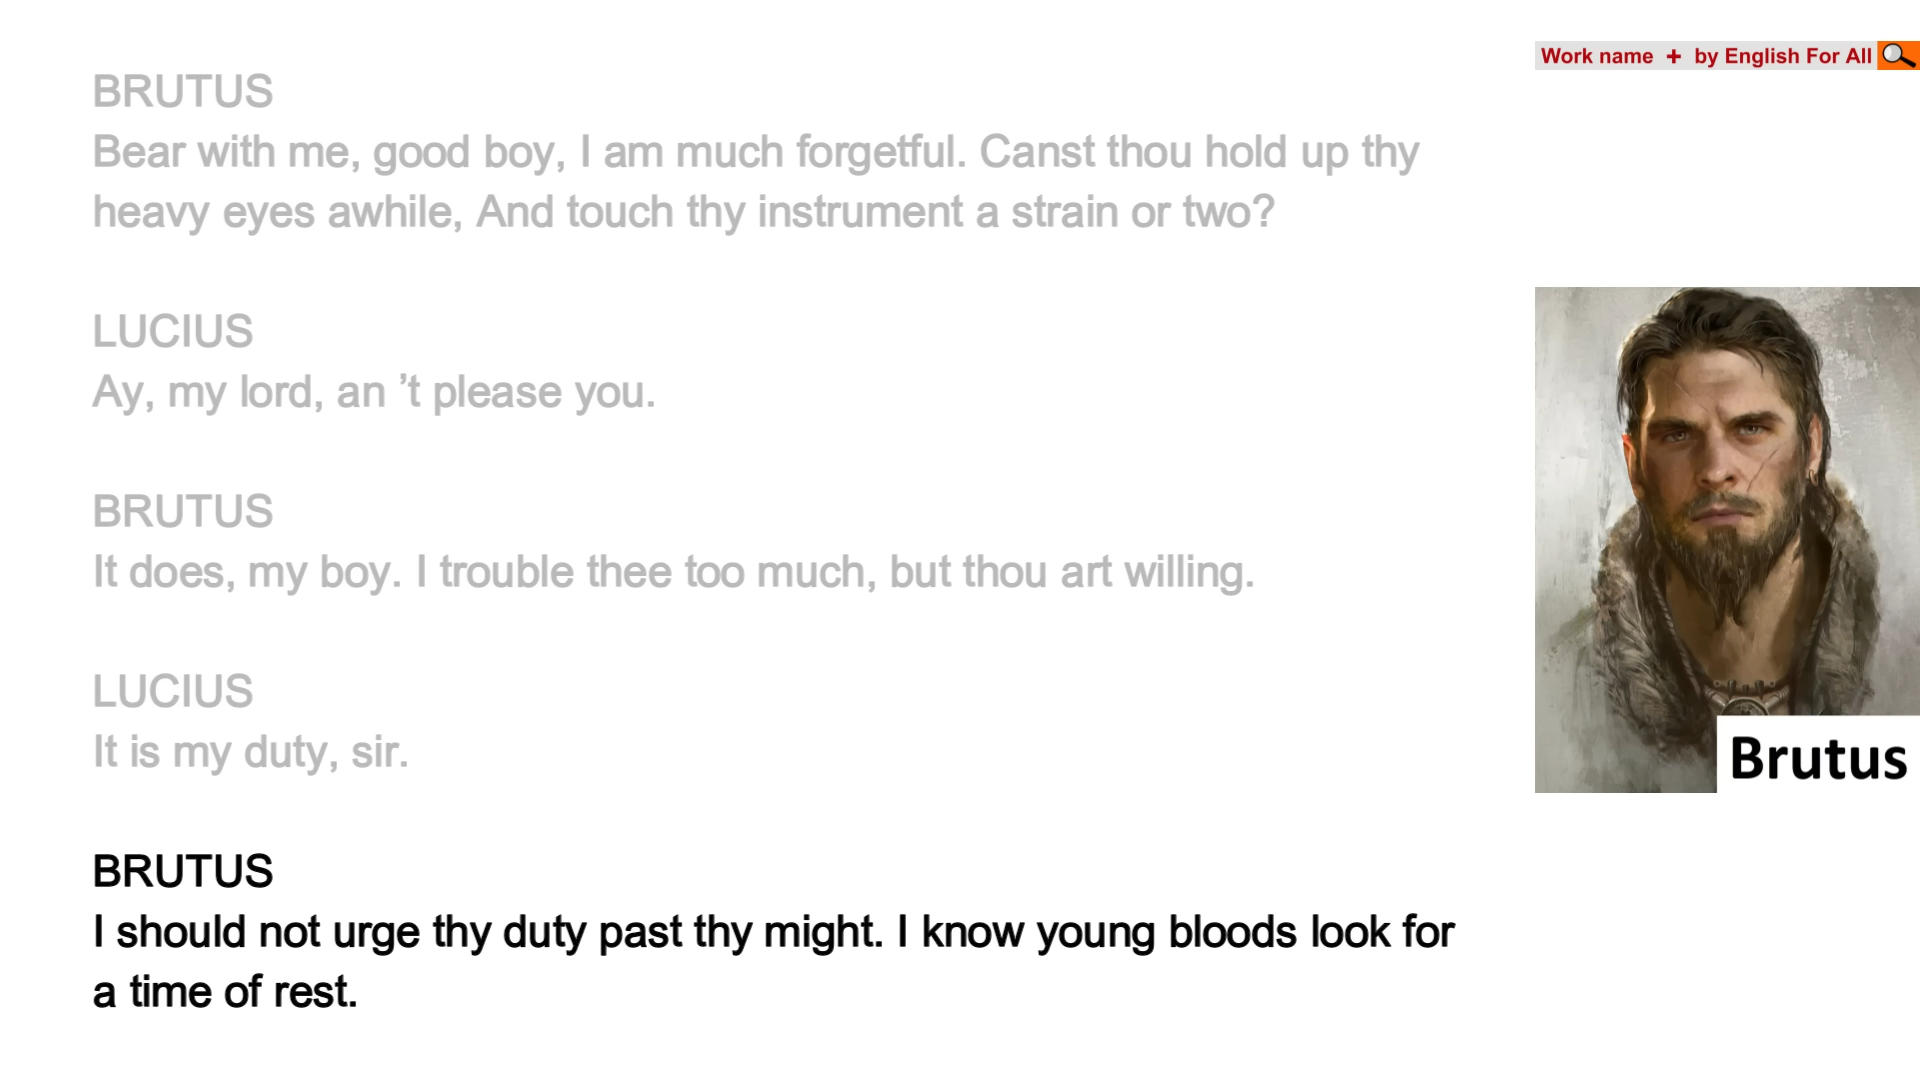 Work name + by English For All
BRUTUS
Bear with me, good boy, I am much forgetful. Canst thou hold up thy
heavy eyes awhile, And touch thy instrument a strain or two?
LUCIUS
Ay, my lord, an ’t please you.
BRUTUS
It does, my boy. I trouble thee too much, but thou art willing.
LUCIUS
It is my duty, sir.
BRUTUS
I should not urge thy duty past thy might. I know young bloods look for
a time of rest.
Brutus